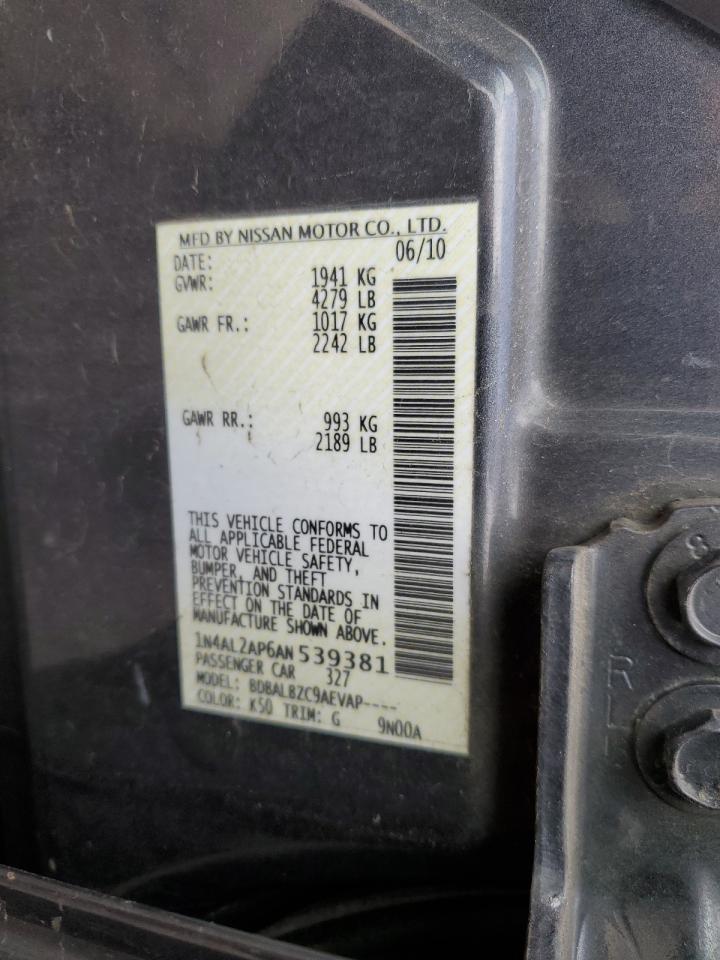 MFD BY NISSAN MOTOR CO., LTD.
DATE: 06/10
GVWR: 1941 KG
4279 LB
GAWR FR.: 1017 KG
2242 LB
GAWR RR.: 993 KG
2189 LB
THIS VEHICLE CONFORMS TO
ALL APPLICABLE FEDERAL
MOTOR VEHICLE SAFETY,
BUMPER, AND THEFT
PREVENTION STANDARDS IN
EFFECT ON THE DATE OF
MANUFACTURE SHOWN ABOVE.
1N4AL2AP6AN539381
PASSENGER CAR 327
MODEL: BDBALBZC9AEVAP----
COLOR: K50 TRIM: G 9N00A
8
R